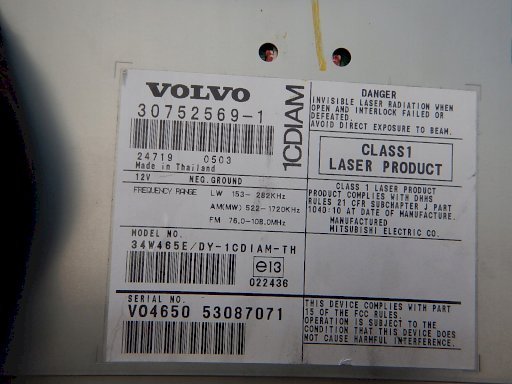 VOLVO
30752569-1
24719 0503
Made in Thailand
12V NEG.GROUND
FREQUENCY RANGE LW 153- 282KHz
AM(MW) 522-1720KHz
FM 76.0-108.0MHz
MODEL NO.
34W465E/DY-1CDIAM-TH
e13
022436
SERIAL NO.
V04650 53087071
1CDIAM
DANGER
INVISIBLE LASER RADIATION WHEN
OPEN AND INTERLOCK FAILED OR
DEFEATED.
AVOID DIRECT EXPOSURE TO BEAM.
CLASS1
LASER PRODUCT
CLASS 1 LASER PRODUCT
PRODUCT COMPLIES WITH DHHS
RULES 21 CFR SUBCHAPTER J PART
1040-10 AT DATE OF MANUFACTURE.
MANUFACTURED
MITSUBISHI ELECTRIC CO.
THIS DEVICE COMPLIES WITH PART
15 OF THE FCC RULES.
OPERATION IS SUBJECT TO THE
CONDITION THAT THIS DEVICE DOES
NOT CAUSE HARMFUL INTERFERENCE.